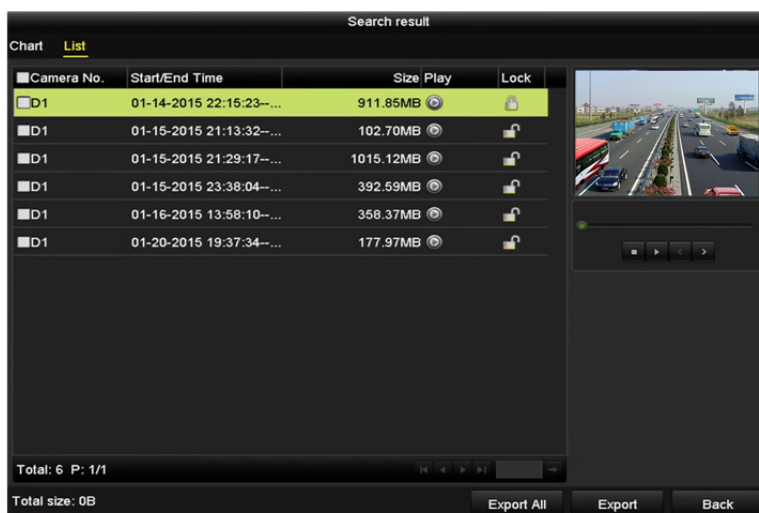 Search result
Chart List
Camera No. Start/End Time Size Play Lock
D1 01-14-2015 22:15:23--... 911.85MB
D1 01-15-2015 21:13:32--... 102.70MB
D1 01-15-2015 21:29:17--... 1015.12MB
D1 01-15-2015 23:38:04--... 392.59MB
D1 01-16-2015 13:58:10--... 358.37MB
D1 01-20-2015 19:37:34--... 177.97MB
Total: 6 P: 1/1
Total size: 0B Export All Export Back